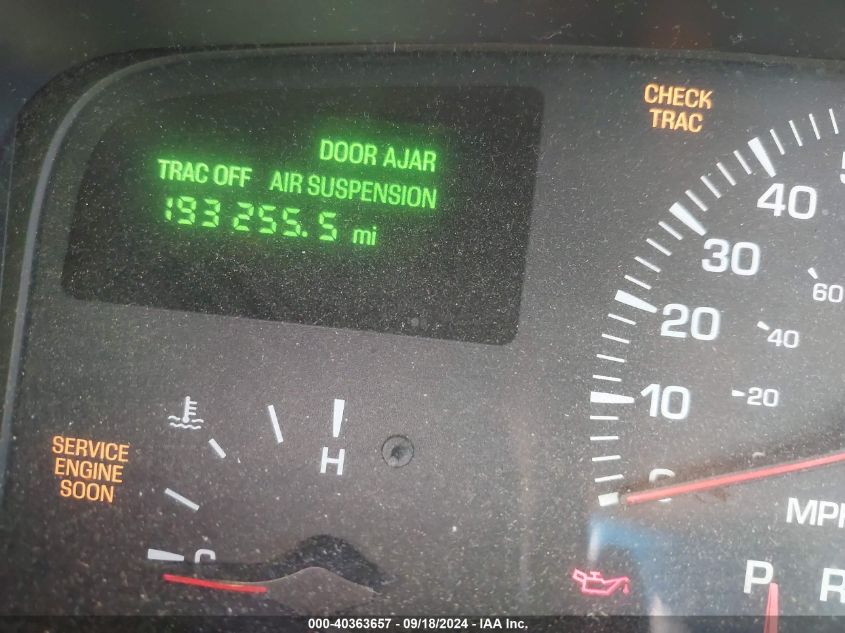 DOOR AJAR
TRAC OFF AIR SUSPENSION
193 255.5 mi
CHECK
TRAC
SERVICE
ENGINE
SOON
H
C
40
30
20
10
60
40
20
P R
000-40363657 - 09/18/2024 - IAA Inc.